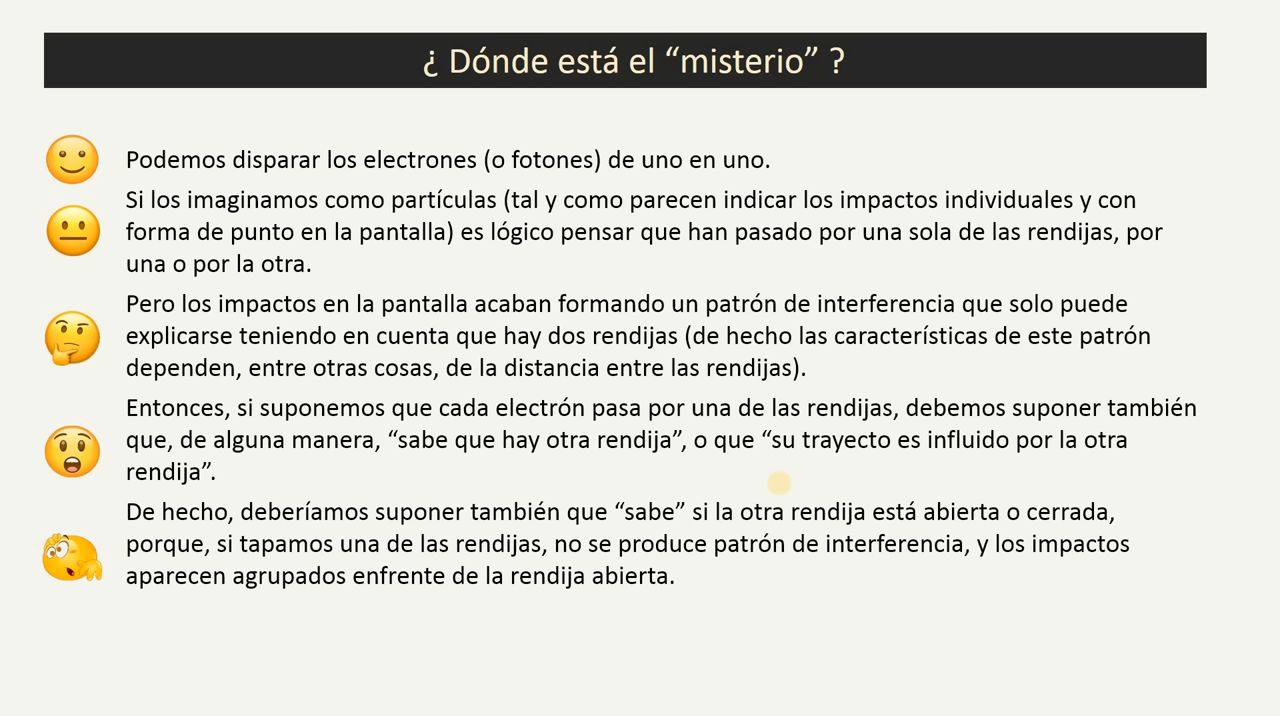 ¿ Dónde está el “misterio” ?
Podemos disparar los electrones (o fotones) de uno en uno.
Si los imaginamos como partículas (tal y como parecen indicar los impactos individuales y con
forma de punto en la pantalla) es lógico pensar que han pasado por una sola de las rendijas, por
una o por la otra.
Pero los impactos en la pantalla acaban formando un patrón de interferencia que solo puede
explicarse teniendo en cuenta que hay dos rendijas (de hecho las características de este patrón
dependen, entre otras cosas, de la distancia entre las rendijas).
Entonces, si suponemos que cada electrón pasa por una de las rendijas, debemos suponer también
que, de alguna manera, “sabe que hay otra rendija”, o que “su trayecto es influido por la otra
rendija”.
De hecho, deberíamos suponer también que “sabe” si la otra rendija está abierta o cerrada,
porque, si tapamos una de las rendijas, no se produce patrón de interferencia, y los impactos
aparecen agrupados enfrente de la rendija abierta.